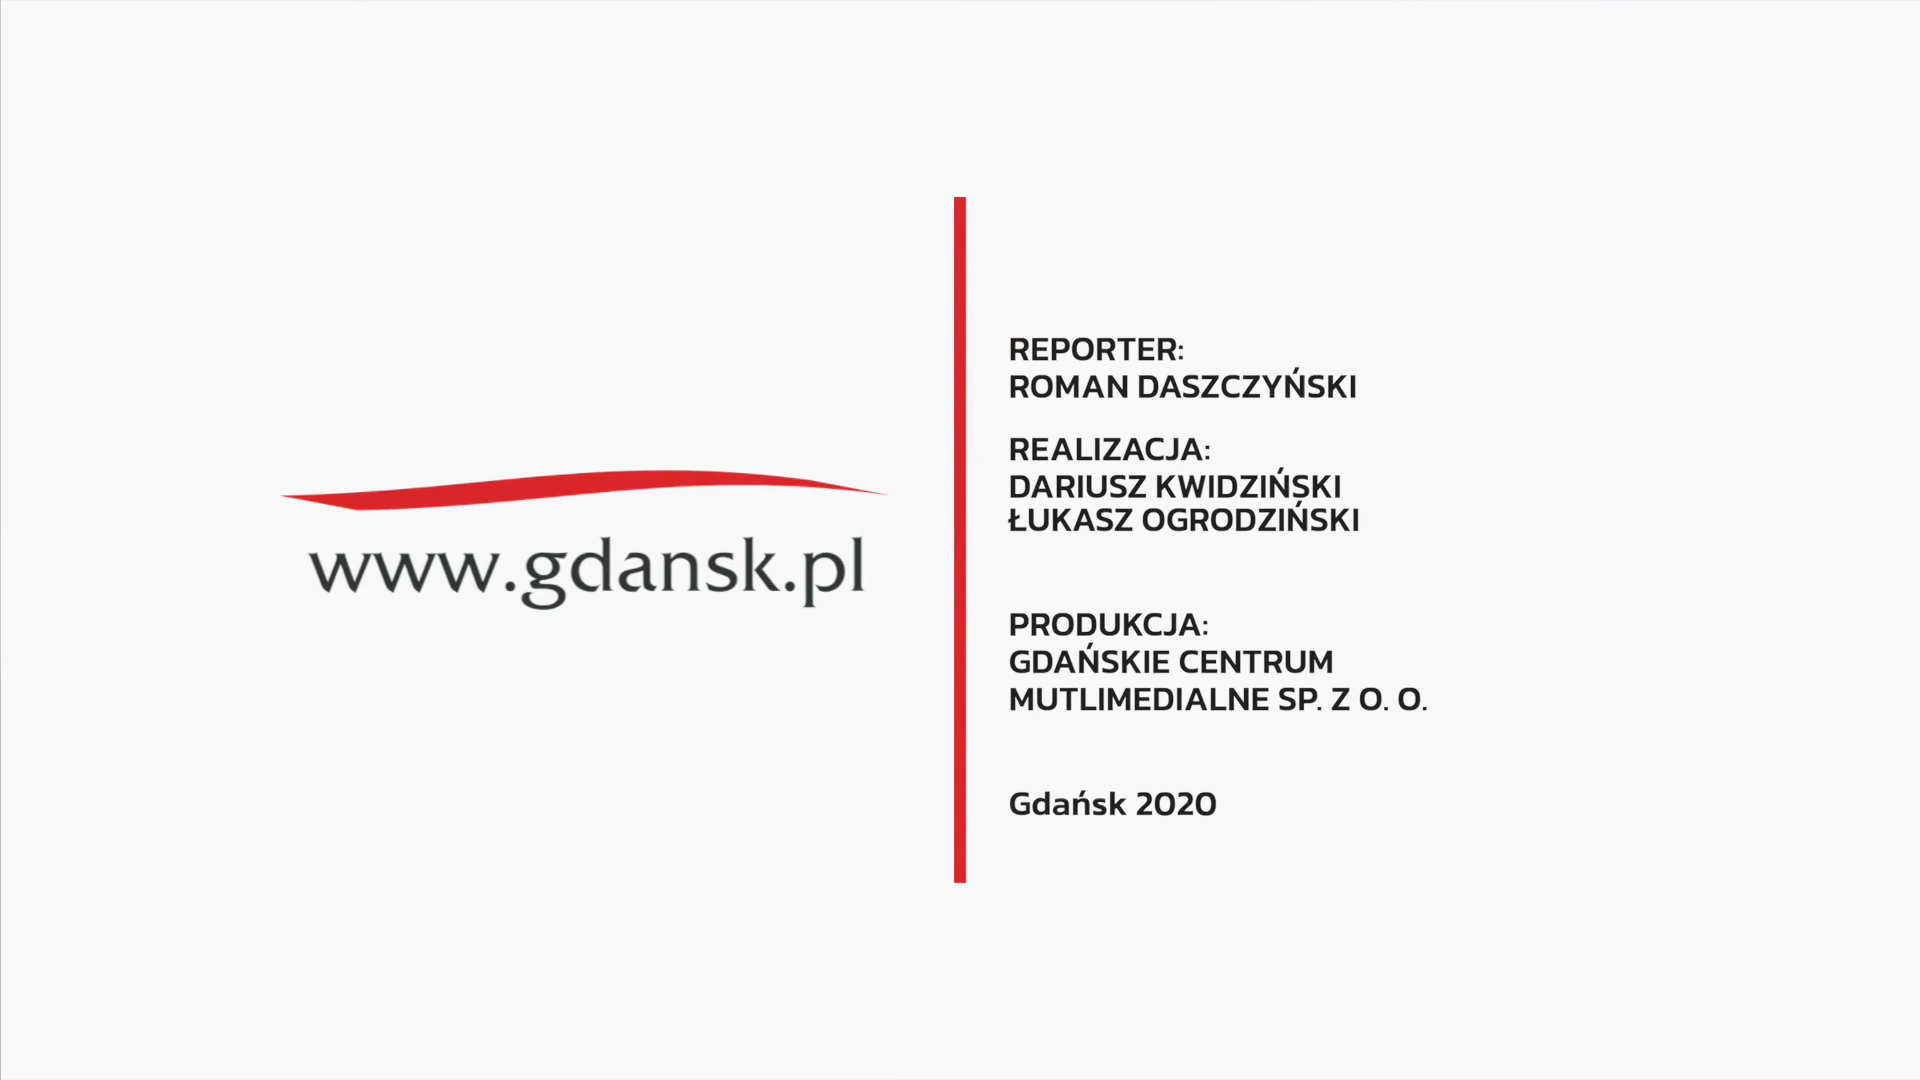 www.gdansk.pl
REPORTER:
ROMAN DASZCZYŃSKI
REALIZACJA:
DARIUSZ KWIDZIŃSKI
ŁUKASZ OGRODZIŃSKI
PRODUKCJA:
GDAŃSKIE CENTRUM
MUTLIMEDIALNE SP. Z O. O.
Gdańsk 2020